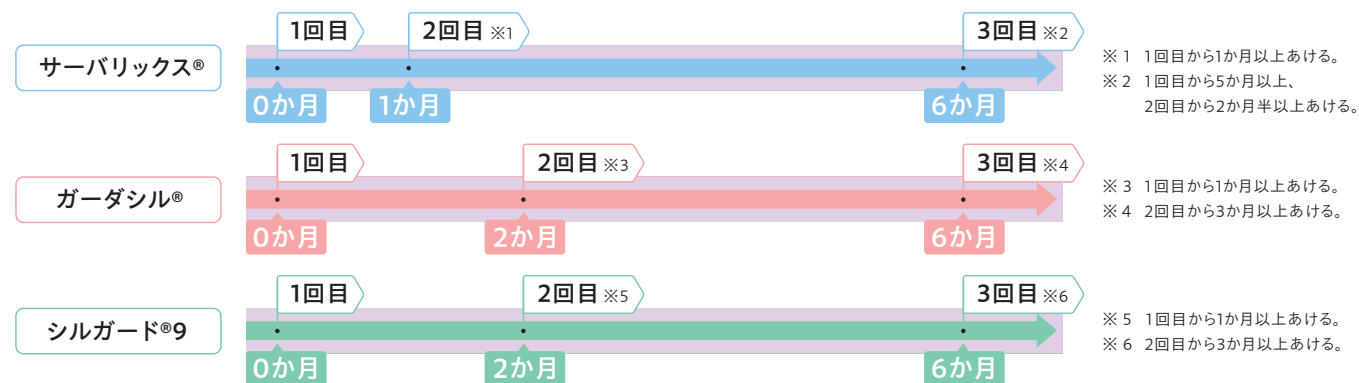 1回目 2回目 ※1 3回目 ※2
サーバリックス®
0か月 1か月 6か月
※1 1回目から1か月以上あける。
※2 1回目から5か月以上、
2回目から2か月半以上あける。
1回目 2回目 ※3 3回目 ※4
ガーダシル®
0か月 2か月 6か月
※3 1回目から1か月以上あける。
※4 2回目から3か月以上あける。
1回目 2回目 ※5 3回目 ※6
シルガード®9
0か月 2か月 6か月
※5 1回目から1か月以上あける。
※6 2回目から3か月以上あける。